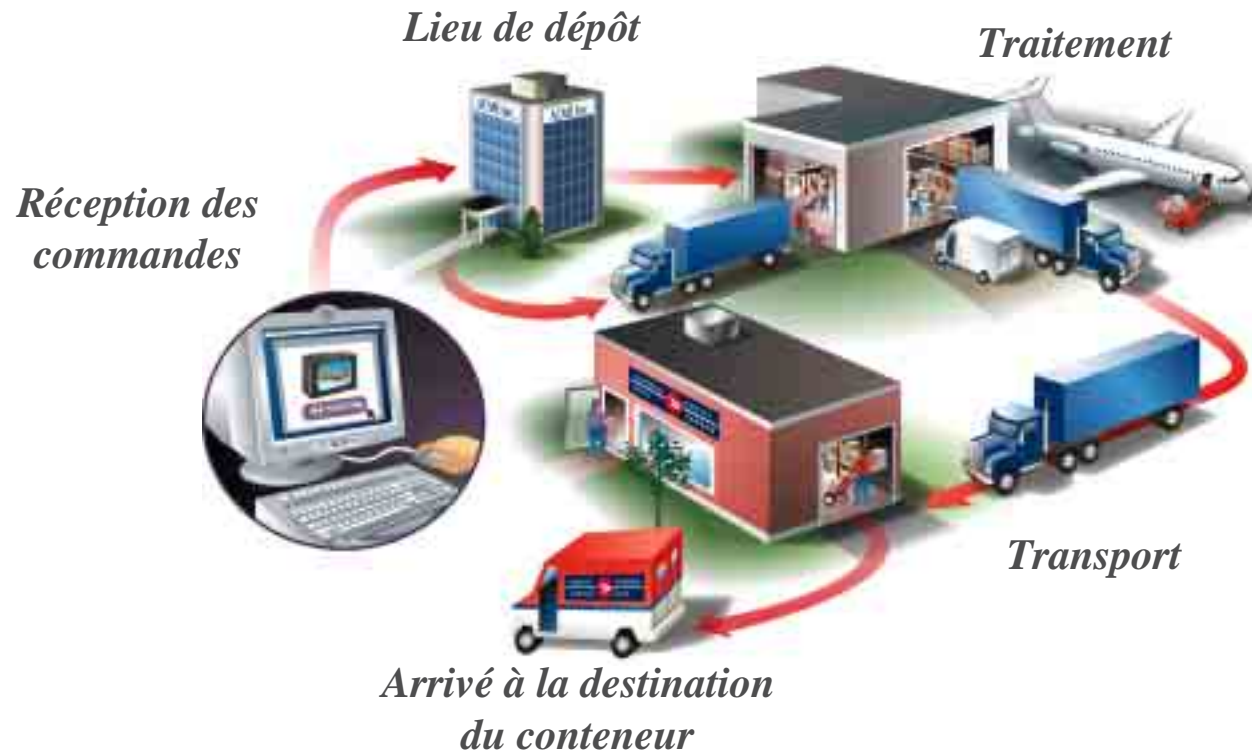 Lieu de dépôt
Traitement
Réception des
commandes
Transport
Arrivé à la destination
du conteneur